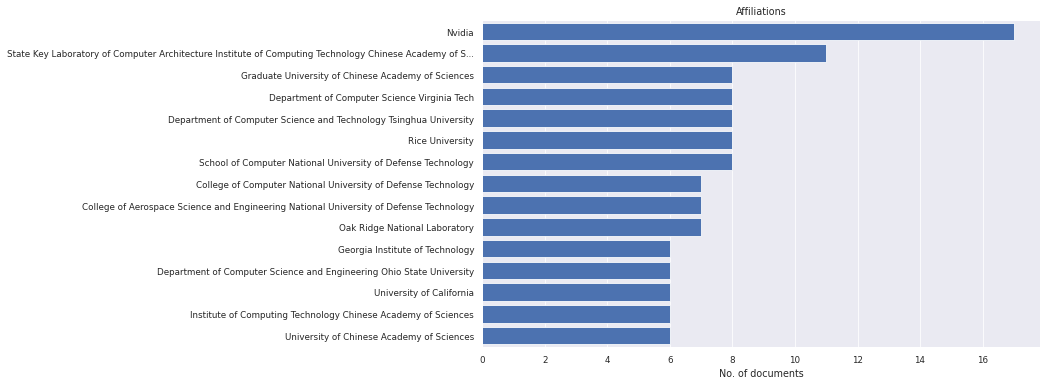 Affiliations
Nvidia
State Key Laboratory of Computer Architecture Institute of Computing Technology Chinese Academy of S...
Graduate University of Chinese Academy of Sciences
Department of Computer Science Virginia Tech
Department of Computer Science and Technology Tsinghua University
Rice University
School of Computer National University of Defense Technology
College of Computer National University of Defense Technology
College of Aerospace Science and Engineering National University of Defense Technology
Oak Ridge National Laboratory
Georgia Institute of Technology
Department of Computer Science and Engineering Ohio State University
University of California
Institute of Computing Technology Chinese Academy of Sciences
University of Chinese Academy of Sciences
0 2 4 6 8 10 12 14 16
No. of documents